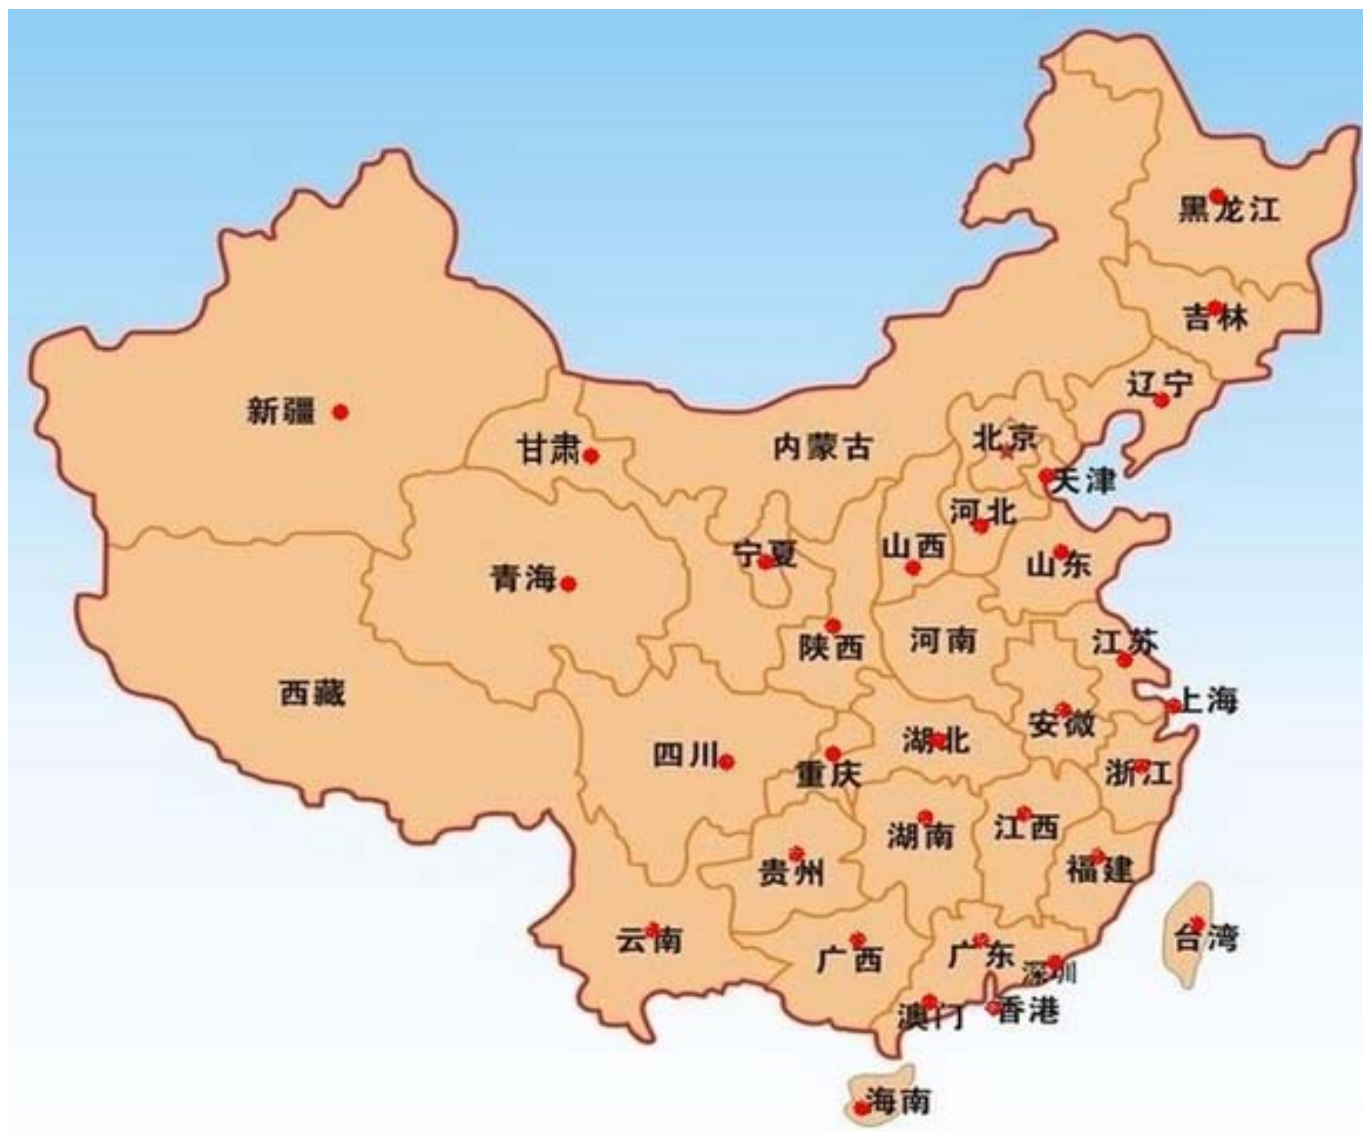 黑龙江
吉林
辽宁
新疆
甘肃
内蒙古
北京
天津
河北
宁夏
山西
山东
青海
陕西
河南
江苏
西藏
上海
安微
四川
湖北
重庆
浙江
湖南
江西
贵州
福建
云南
广西
广东
台湾
深圳
澳门
香港
海南